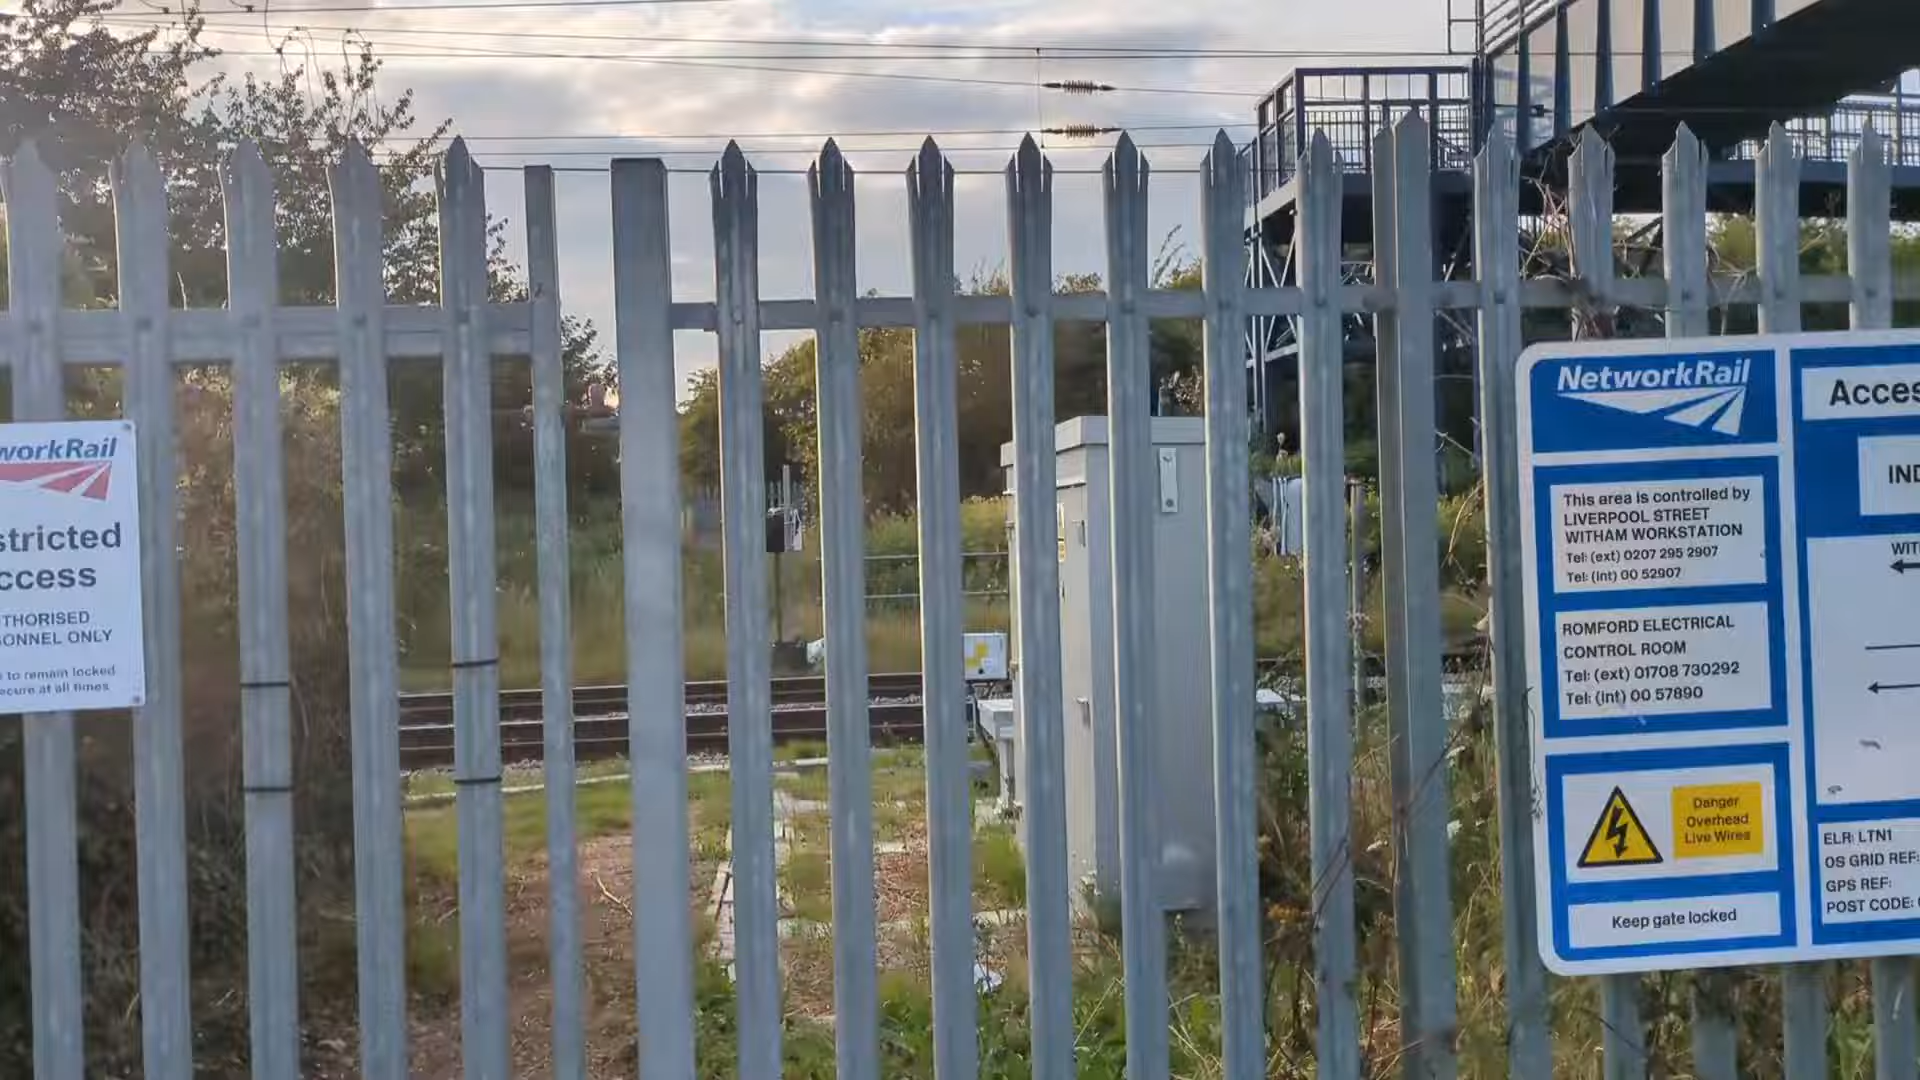 workRail
stricted
ccess
THORISED
SONNEL ONLY
to remain locked
ecure at all times
NetworkRail
This area is controlled by
LIVERPOOL STREET
WITHAM WORKSTATION
Tel: (ext) 0207 295 2907
Tel: (int) 00 52907
ROMFORD ELECTRICAL
CONTROL ROOM
Tel: (ext) 01708 730292
Tel: (int) 00 57890
Danger
Overhead
Live Wires
Keep gate locked
Acces
IND
WIT
ELR: LTN1
OS GRID REF:
GPS REF:
POST CODE: